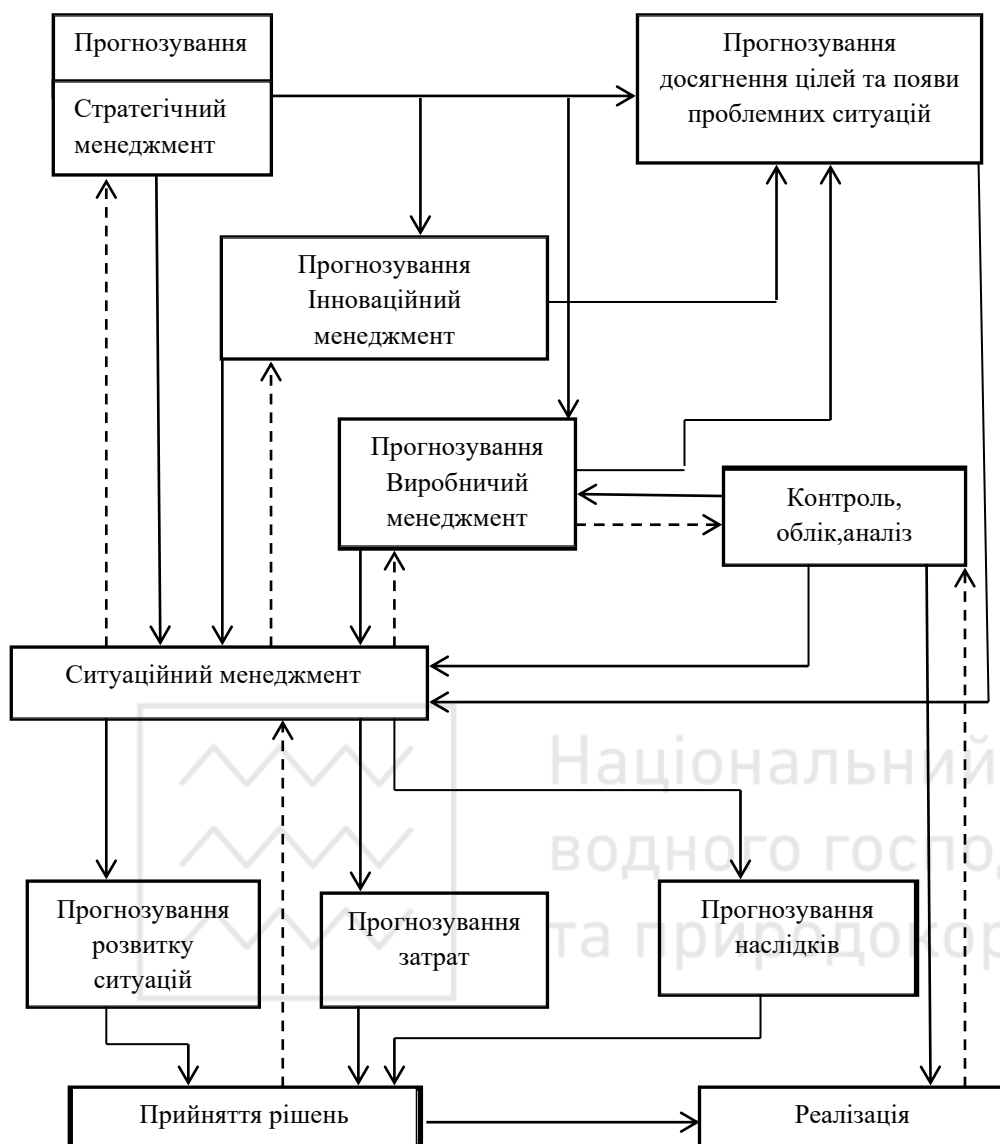 Прогнозування
Стратегічний
менеджмент
Прогнозування
досягнення цілей та появи
проблемних ситуацій
Прогнозування
Інноваційний
менеджмент
Прогнозування
Виробничий
менеджмент
Контроль,
облік,аналіз
Ситуаційний менеджмент
Національний
водного господ
та природокор
Прогнозування
розвитку
ситуацій
Прогнозування
затрат
Прогнозування
наслідків
Прийняття рішень
Реалізація